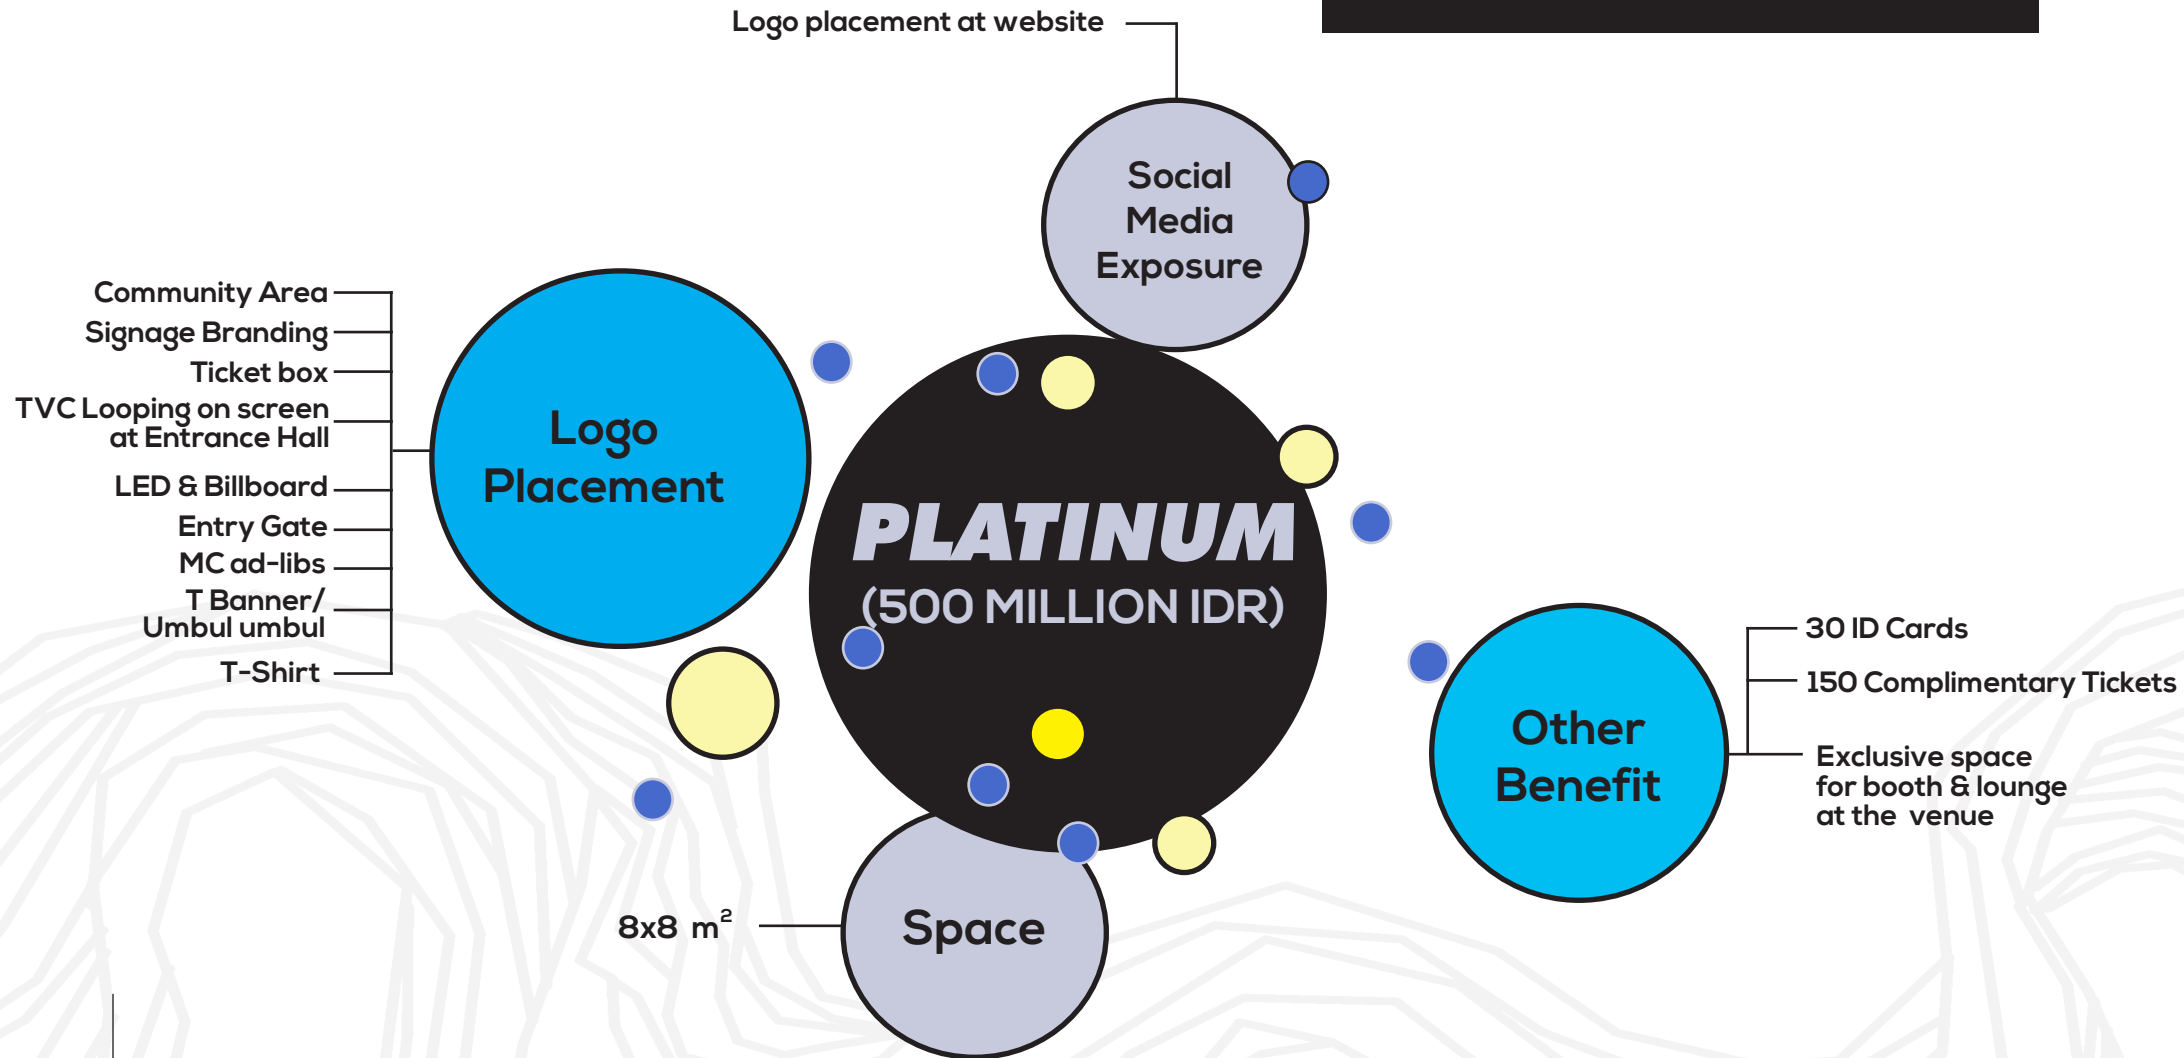 Logo placement at website
Social
Media
Exposure
Community Area
Signage Branding
Ticket box
TVC Looping on screen
at Entrance Hall
LED & Billboard
Entry Gate
MC ad-libs
T Banner/
Umbul umbul
T-Shirt
Logo
Placement
PLATINUM
(500 MILLION IDR)
Other
Benefit
30 ID Cards
150 Complimentary Tickets
Exclusive space
for booth & lounge
at the venue
8x8 m²
Space